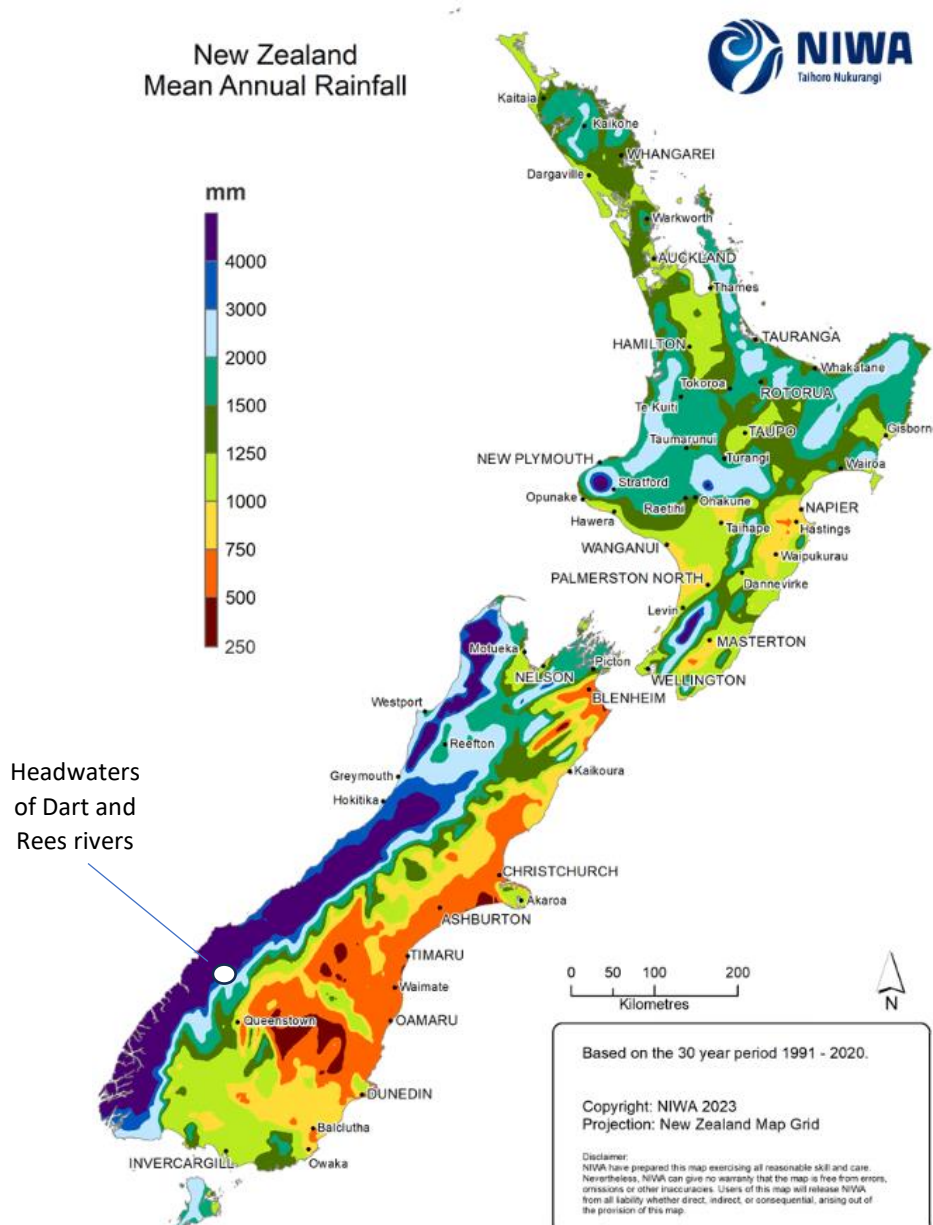 New Zealand
Mean Annual Rainfall
NIWA
Taihoro Nukurangi
mm
4000
3000
2000
1500
1250
1000
750
500
250
Kaitaia
Kaikohe
WHANGAREI
Dargaville
Warkworth
AUCKLAND
Thames
HAMILTON
TAURANGA
Whakatane
Tokoroa
ROTORUA
Te Kuiti
TAUPO
Gisborn
Taumarunui
NEW PLYMOUTH
Turangi
Wairoa
Stratford
Opunake
Raetihi
Ohakune
NAPIER
Hawera
Taihape
Hastings
WANGANUI
Waipukurau
PALMERSTON NORTH
Dannevirke
Levin
MASTERTON
Motueka
Picton
NELSON
WELLINGTON
BLENHEIM
Westport
Reefton
Kaikoura
Greymouth
Hokitika
Headwaters
of Dart and
Rees rivers
CHRISTCHURCH
Akaroa
ASHBURTON
TIMARU
Waimate
Queenstown
OAMARU
DUNEDIN
Balclutha
INVERCARGILL
Owaka
0 50 100 200
Kilometres
N
Based on the 30 year period 1991 - 2020.
Copyright: NIWA 2023
Projection: New Zealand Map Grid
Disclaimer:
NIWA have prepared this map exercising all reasonable skill and care.
Nevertheless, NIWA can give no warranty that the map is free from errors,
omissions or other inaccuracies. Users of this map will release NIWA
from all liability whether direct, indirect, or consequential, arising out of
the provision of this map.